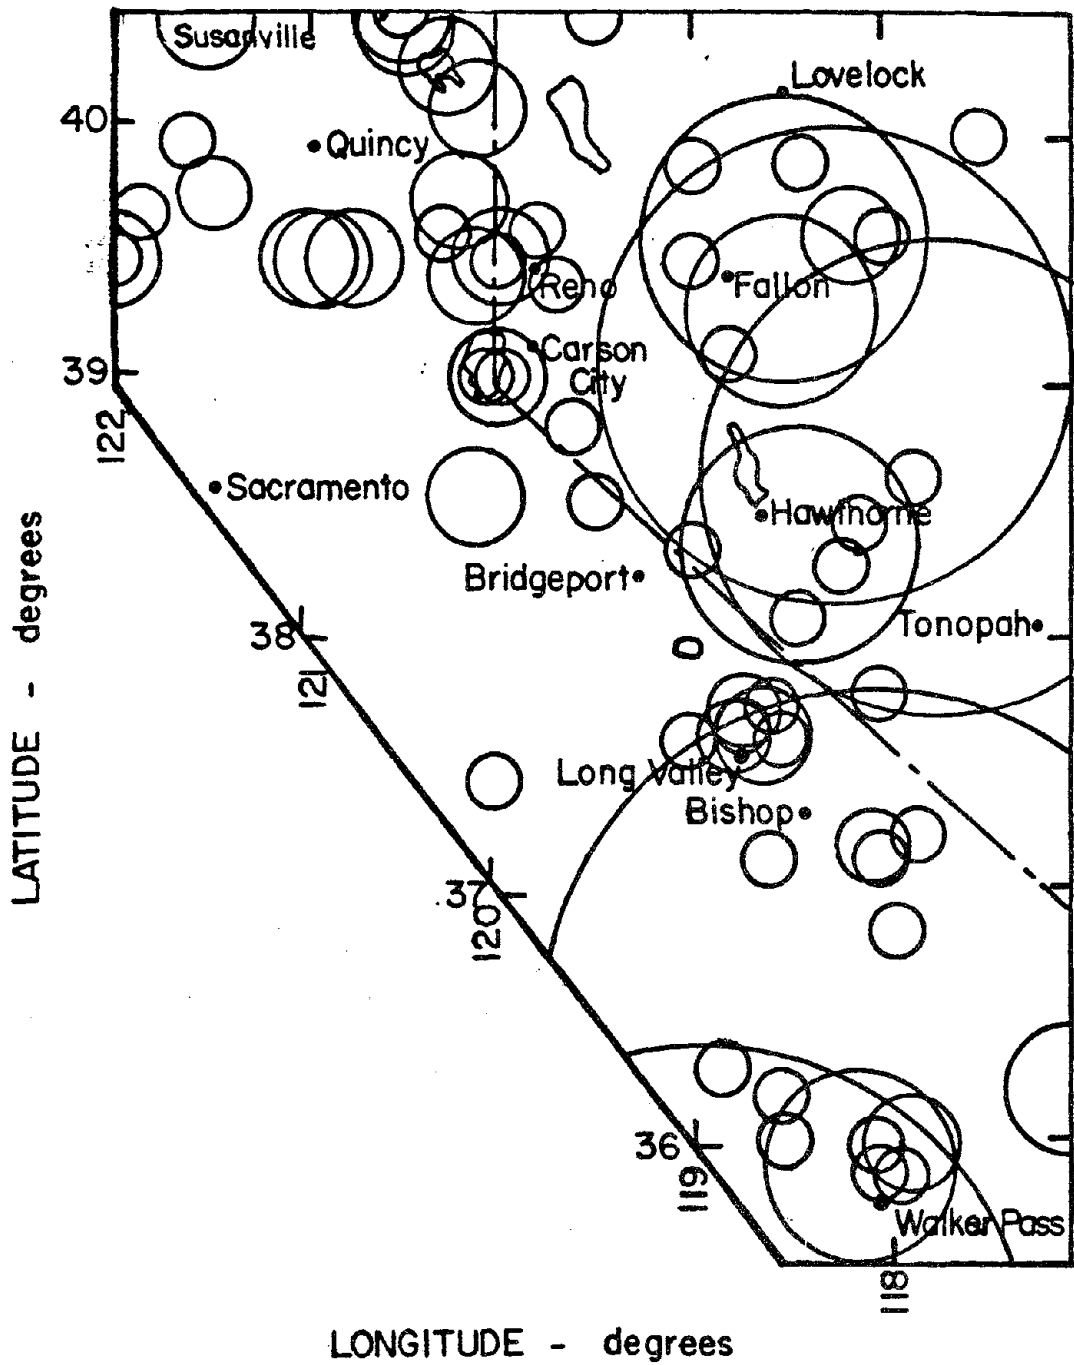 Susanville
Lovelock
40
Quincy
Reno
Fallon
Carson
City
39
122
Sacramento
Hawthorne
Bridgeport
Tonopah
38
121
Long Valley
Bishop
37
120
36
119
Walker Pass
118
LATITUDE - degrees
LONGITUDE - degrees